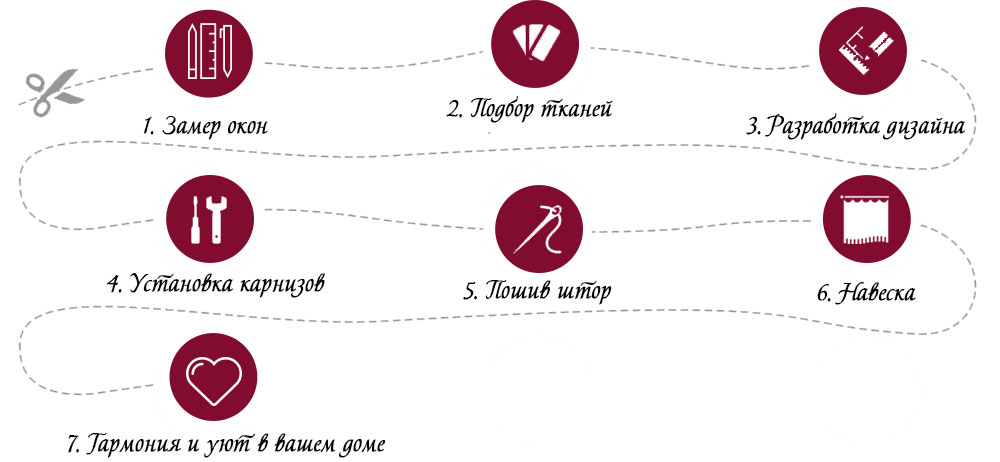 1. Замер окон
2. Подбор тканей
3. Разработка дизайна
4. Установка карнизов
5. Пошив штор
6. Навеска
7. Гармония и уют в вашем доме